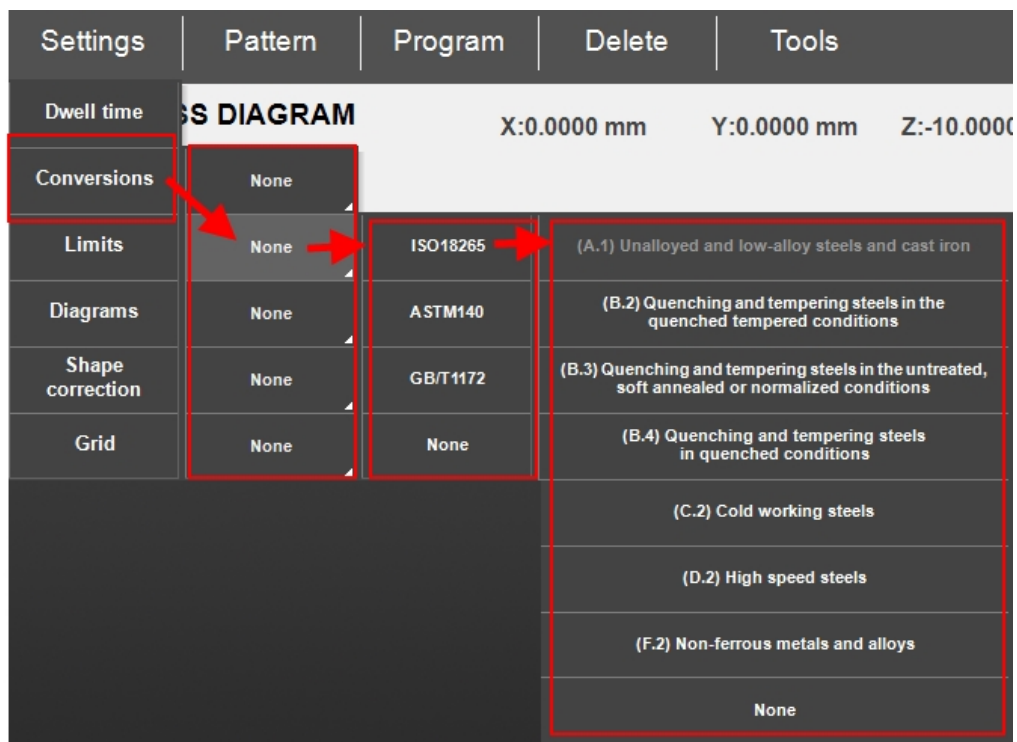 Settings Pattern Program Delete Tools
Dwell time
SS DIAGRAM
X:0.0000 mm Y:0.0000 mm Z:-10.0000
Conversions
None
Limits
None
ISO18265
(A.1) Unalloyed and low-alloy steels and cast iron
Diagrams
None
ASTM140
(B.2) Quenching and tempering steels in the
quenched tempered conditions
Shape
correction
None
GB/T1172
(B.3) Quenching and tempering steels in the untreated,
soft annealed or normalized conditions
Grid
None
None
(B.4) Quenching and tempering steels
in quenched conditions
(C.2) Cold working steels
(D.2) High speed steels
(F.2) Non-ferrous metals and alloys
None